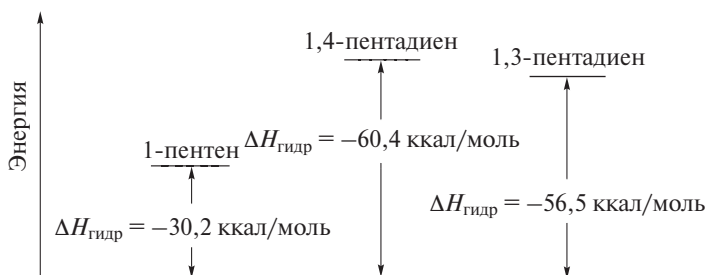 1,4-пентадиен
1,3-пентадиен
Энергия
1-пентен
ΔHгидр = −60,4 ккал/моль
ΔHгидр = −56,5 ккал/моль
ΔHгидр = −30,2 ккал/моль